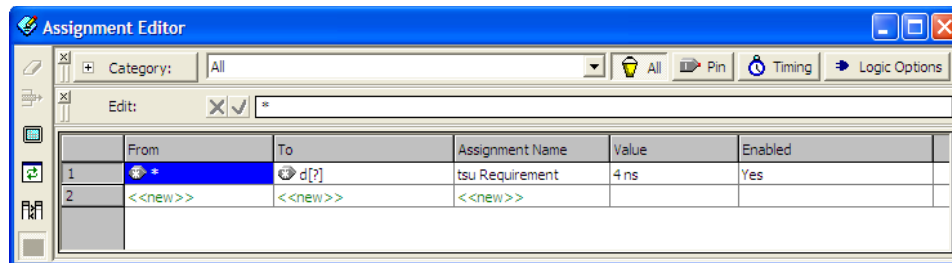 Assignment Editor
Category: All All Pin Timing Logic Options
Edit: *
From To Assignment Name Value Enabled
1 * d[?] tsu Requirement 4 ns Yes
2 <<new>> <<new>> <<new>>